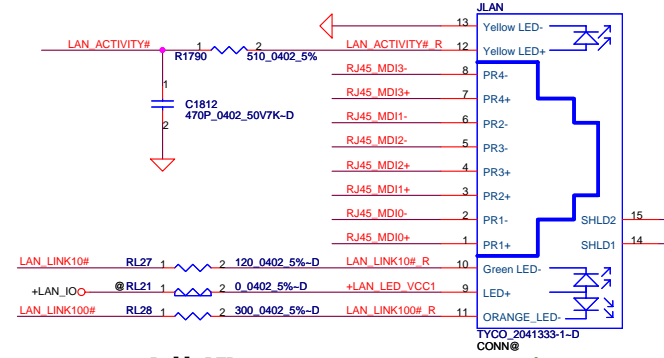 JLAN
13 Yellow LED-
LAN_ACTIVITY# 1 2 LAN_ACTIVITY#_R 12 Yellow LED+
R1790 510_0402_5%
RJ45_MDI3- 8 PR4-
RJ45_MDI3+ 7 PR4+
1
C1812
470P_0402_50V7K~D
2
RJ45_MDI1- 6 PR2-
RJ45_MDI2- 5 PR3-
RJ45_MDI2+ 4 PR3+
RJ45_MDI1+ 3 PR2+
RJ45_MDI0- 2 PR1- SHLD2 15
RJ45_MDI0+ 1 PR1+ SHLD1 14
LAN_LINK10# RL27 1 2 120_0402_5%~D LAN_LINK10#_R 10 Green LED-
+LAN_IO @RL21 1 2 0_0402_5%~D +LAN_LED_VCC1 9 LED+
LAN_LINK100# RL28 1 2 300_0402_5%~D LAN_LINK100#_R 11 ORANGE_LED-
TYCO_2041333-1~D
CONN@